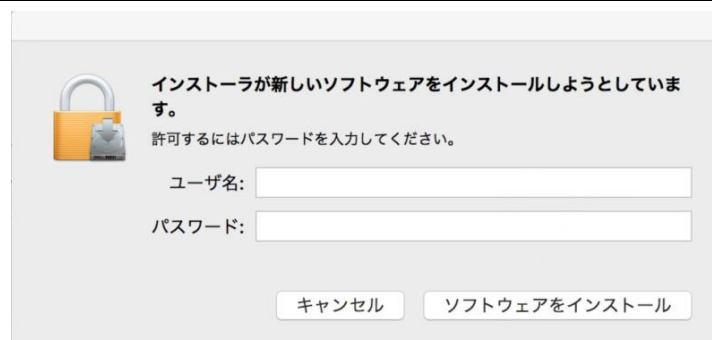 インストーラが新しいソフトウェアをインストールしようとしていま
す。
許可するにはパスワードを入力してください。
ユーザ名:
パスワード:
キャンセル ソフトウェアをインストール